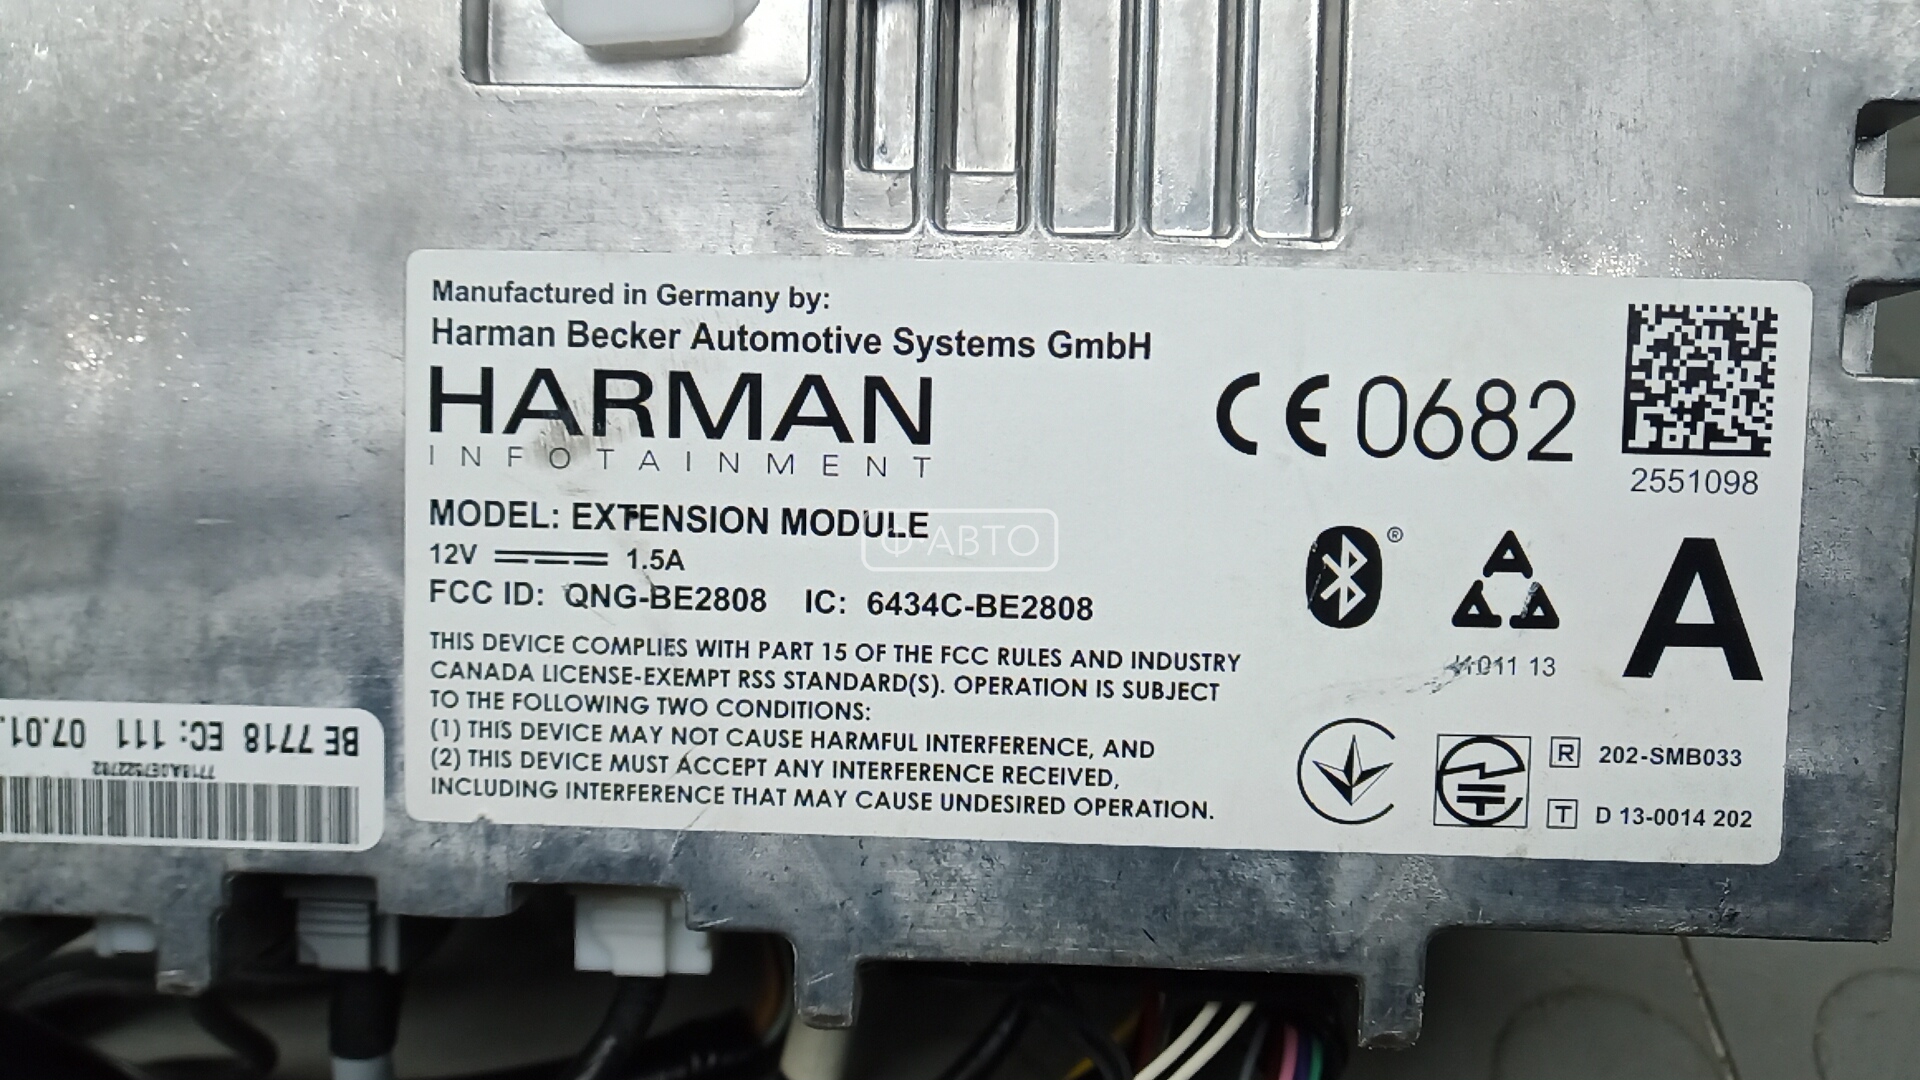 Manufactured in Germany by:
Harman Becker Automotive Systems GmbH
HARMAN
INFOTAINMENT
CE 0682
2551098
MODEL: EXTENSION MODULE
12V 1.5A
Ф АВТО
FCC ID: QNG-BE2808 IC: 6434C-BE2808
®
A
THIS DEVICE COMPLIES WITH PART 15 OF THE FCC RULES AND INDUSTRY
CANADA LICENSE-EXEMPT RSS STANDARD(S). OPERATION IS SUBJECT
TO THE FOLLOWING TWO CONDITIONS:
(1) THIS DEVICE MAY NOT CAUSE HARMFUL INTERFERENCE, AND
(2) THIS DEVICE MUST ACCEPT ANY INTERFERENCE RECEIVED,
INCLUDING INTERFERENCE THAT MAY CAUSE UNDESIRED OPERATION.
13
R 202-SMB033
T D 13-0014 202
BE 7718 EC: 111 07.01.